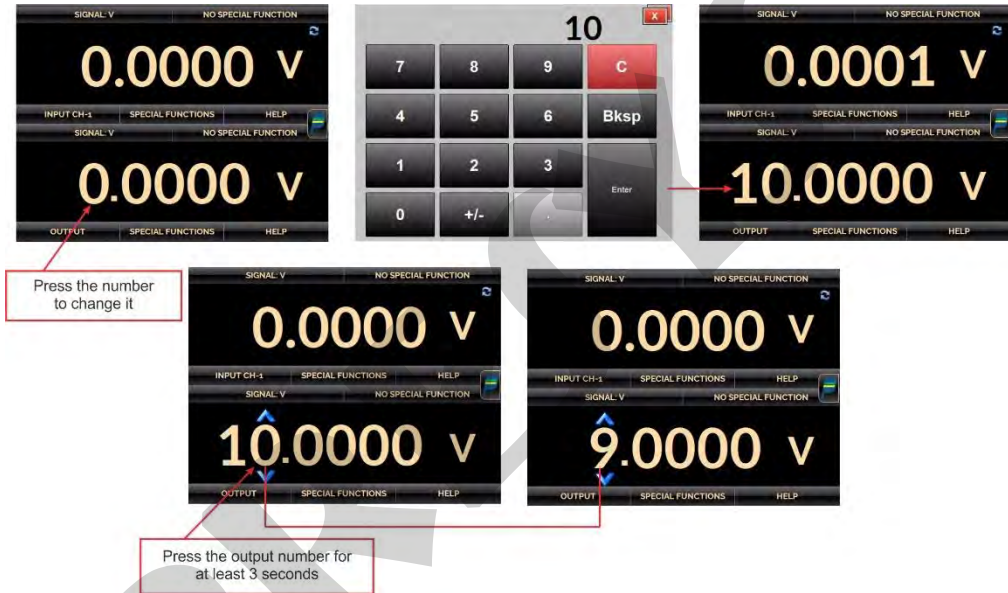 SIGNAL: V NO SPECIAL FUNCTION
0.0000 V
INPUT CH-1 SPECIAL FUNCTIONS HELP
SIGNAL: V NO SPECIAL FUNCTION
0.0000 V
OUTPUT SPECIAL FUNCTIONS HELP
Press the number
to change it
X
10
7 8 9 C
4 5 6 Bksp
1 2 3 Enter
0 +/- .
SIGNAL: V NO SPECIAL FUNCTION
0.0001 V
INPUT CH-1 SPECIAL FUNCTIONS HELP
SIGNAL: V NO SPECIAL FUNCTION
10.0000 V
OUTPUT SPECIAL FUNCTIONS HELP
SIGNAL: V NO SPECIAL FUNCTION
0.0000 V
INPUT CH-1 SPECIAL FUNCTIONS HELP
SIGNAL: V NO SPECIAL FUNCTION
10.0000 V
OUTPUT SPECIAL FUNCTIONS HELP
Press the output number for
at least 3 seconds
SIGNAL: V NO SPECIAL FUNCTION
0.0000 V
INPUT CH-1 SPECIAL FUNCTIONS HELP
SIGNAL: V NO SPECIAL FUNCTION
9.0000 V
OUTPUT SPECIAL FUNCTIONS HELP